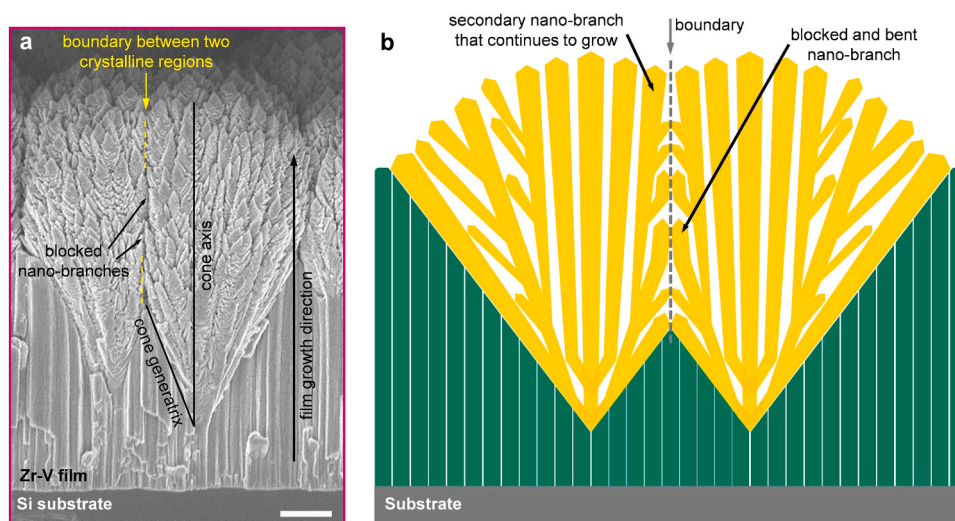 a
boundary between two
crystalline regions
blocked
nano-branches
cone axis
cone generatrix
film growth direction
Zr-V film
Si substrate
b
secondary nano-branch
that continues to grow
boundary
blocked and bent
nano-branch
Substrate